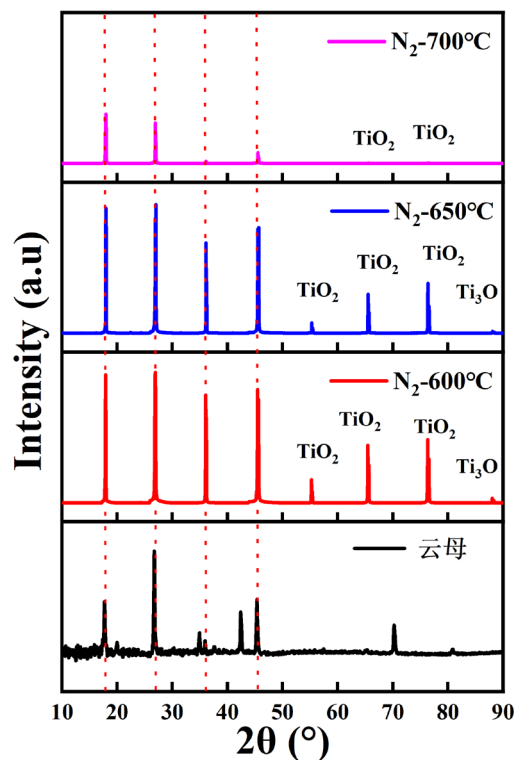 N₂-700°C
TiO₂
TiO₂
N₂-650°C
TiO₂
TiO₂
TiO₂
Ti₃O
N₂-600°C
TiO₂
TiO₂
TiO₂
Ti₃O
云母
Intensity (a.u)
10 20 30 40 50 60 70 80 90
2θ (°)